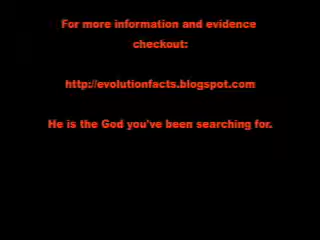 For more information and evidence
checkout:
http://evolutionfacts.blogspot.com
He is the God you've been searching for.